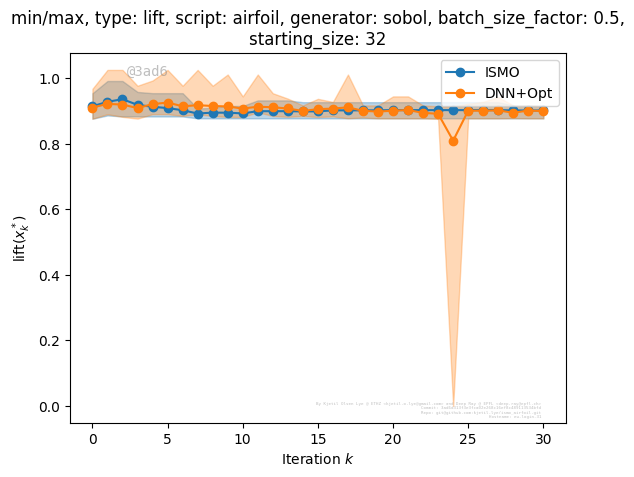 min/max, type: lift, script: airfoil, generator: sobol, batch_size_factor: 0.5,
starting_size: 32
@3ad6
ISMO
DNN+Opt
1.0
0.8
0.6
0.4
0.2
0.0
lift(x_k^*)
0 5 10 15 20 25 30
Iteration k